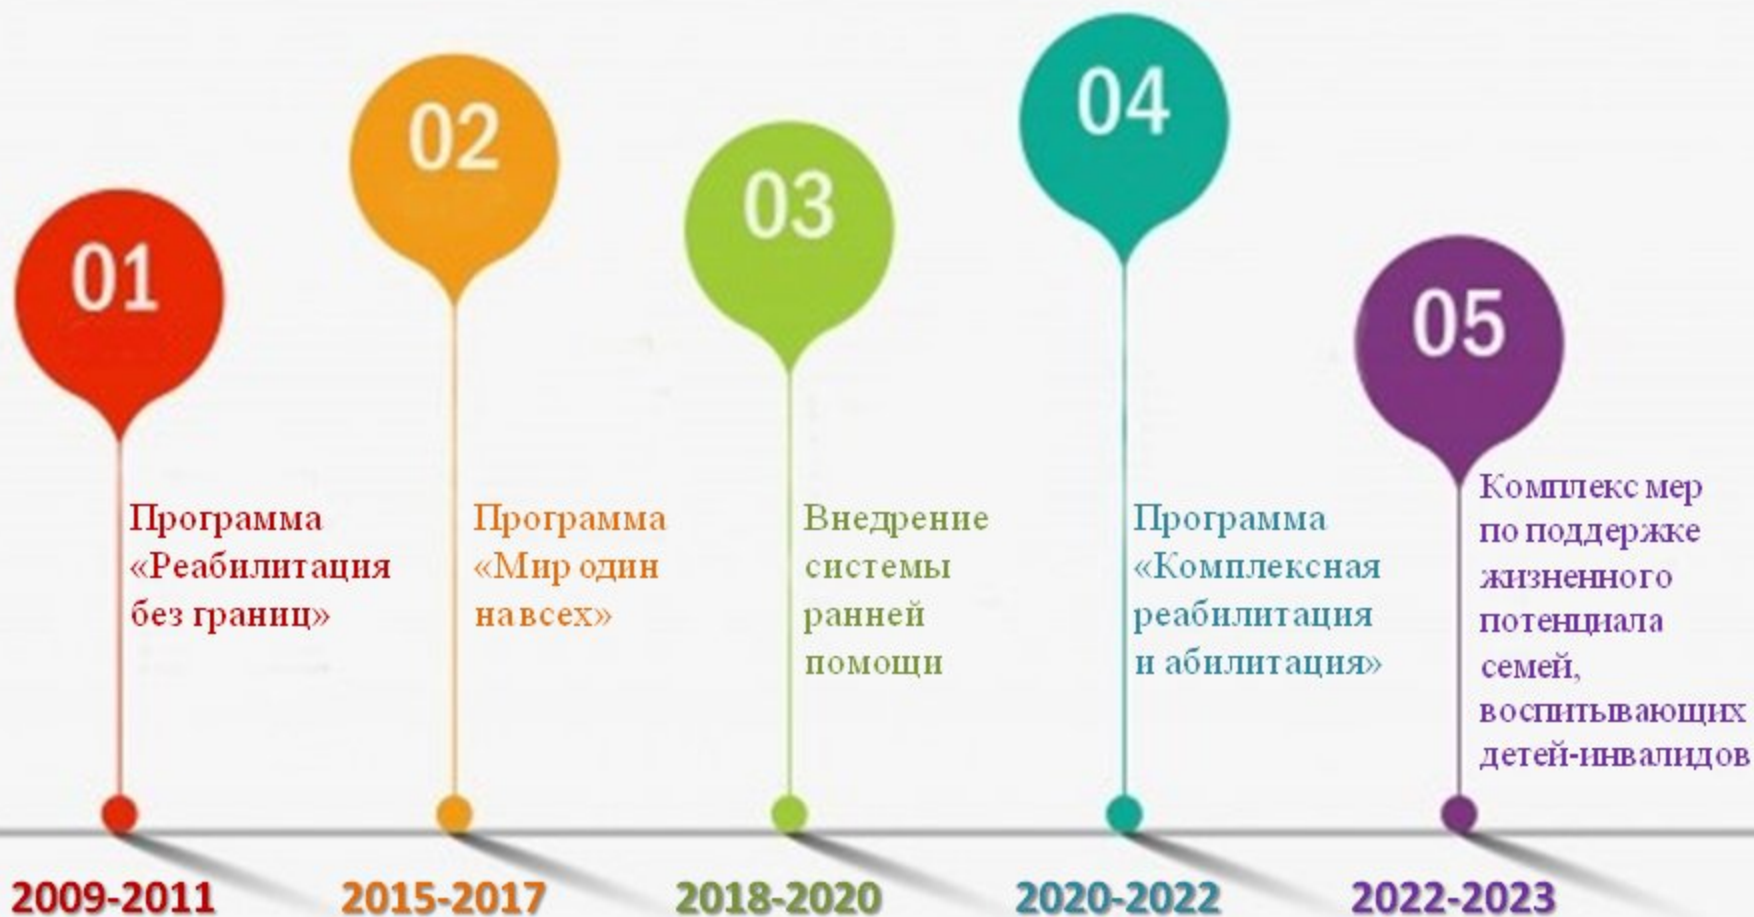 01
Программа
«Реабилитация
без границ»
2009-2011
02
Программа
«Мир один
на всех»
2015-2017
03
Внедрение
системы
ранней
помощи
2018-2020
04
Программа
«Комплексная
реабилитация
и абилитация»
2020-2022
05
Комплекс мер
по поддержке
жизненного
потенциала
семей,
воспитывающих
детей-инвалидов
2022-2023